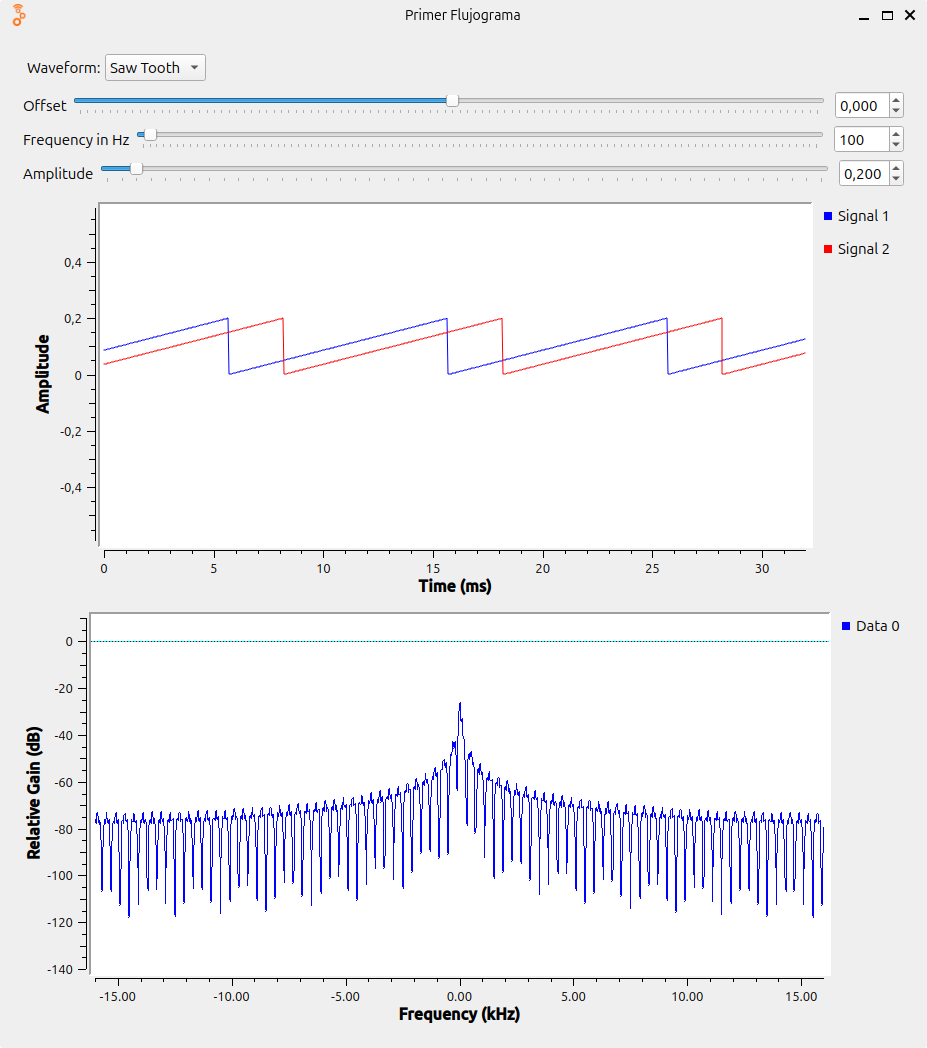 Primer Flujograma
Waveform: Saw Tooth
Offset 0,000
Frequency in Hz 100
Amplitude 0,200
Signal 1
Signal 2
0,4
0,2
0
-0,2
-0,4
Amplitude
0 5 10 15 20 25 30
Time (ms)
Data 0
0
-20
-40
-60
-80
-100
-120
-140
Relative Gain (dB)
-15.00 -10.00 -5.00 0.00 5.00 10.00 15.00
Frequency (kHz)